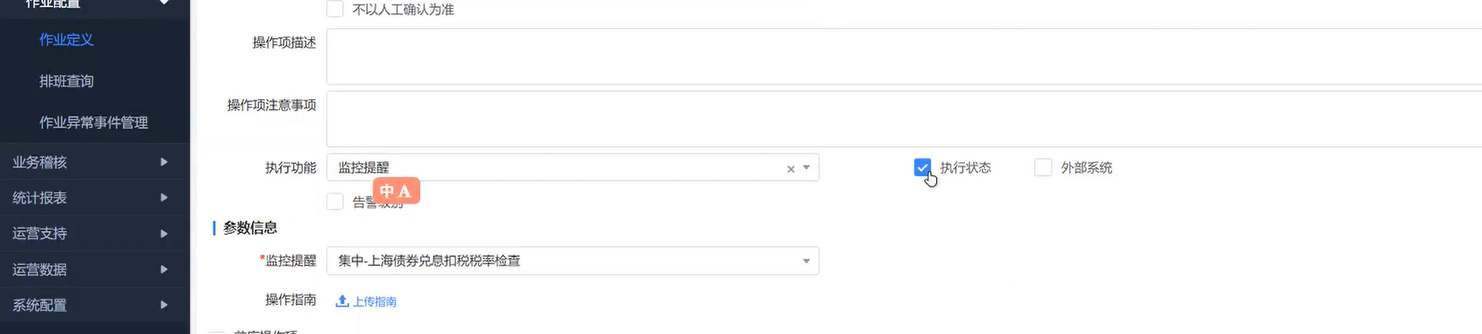 作业配置
作业定义
排班查询
作业异常事件管理
业务稽核
统计报表
运营支持
运营数据
系统配置
不以人工确认为准
操作项描述
操作项注意事项
执行功能 监控提醒 执行状态 外部系统
中 A
告警级别
参数信息
*监控提醒 集中-上海债券兑息扣税税率检查
操作指南 上传指南